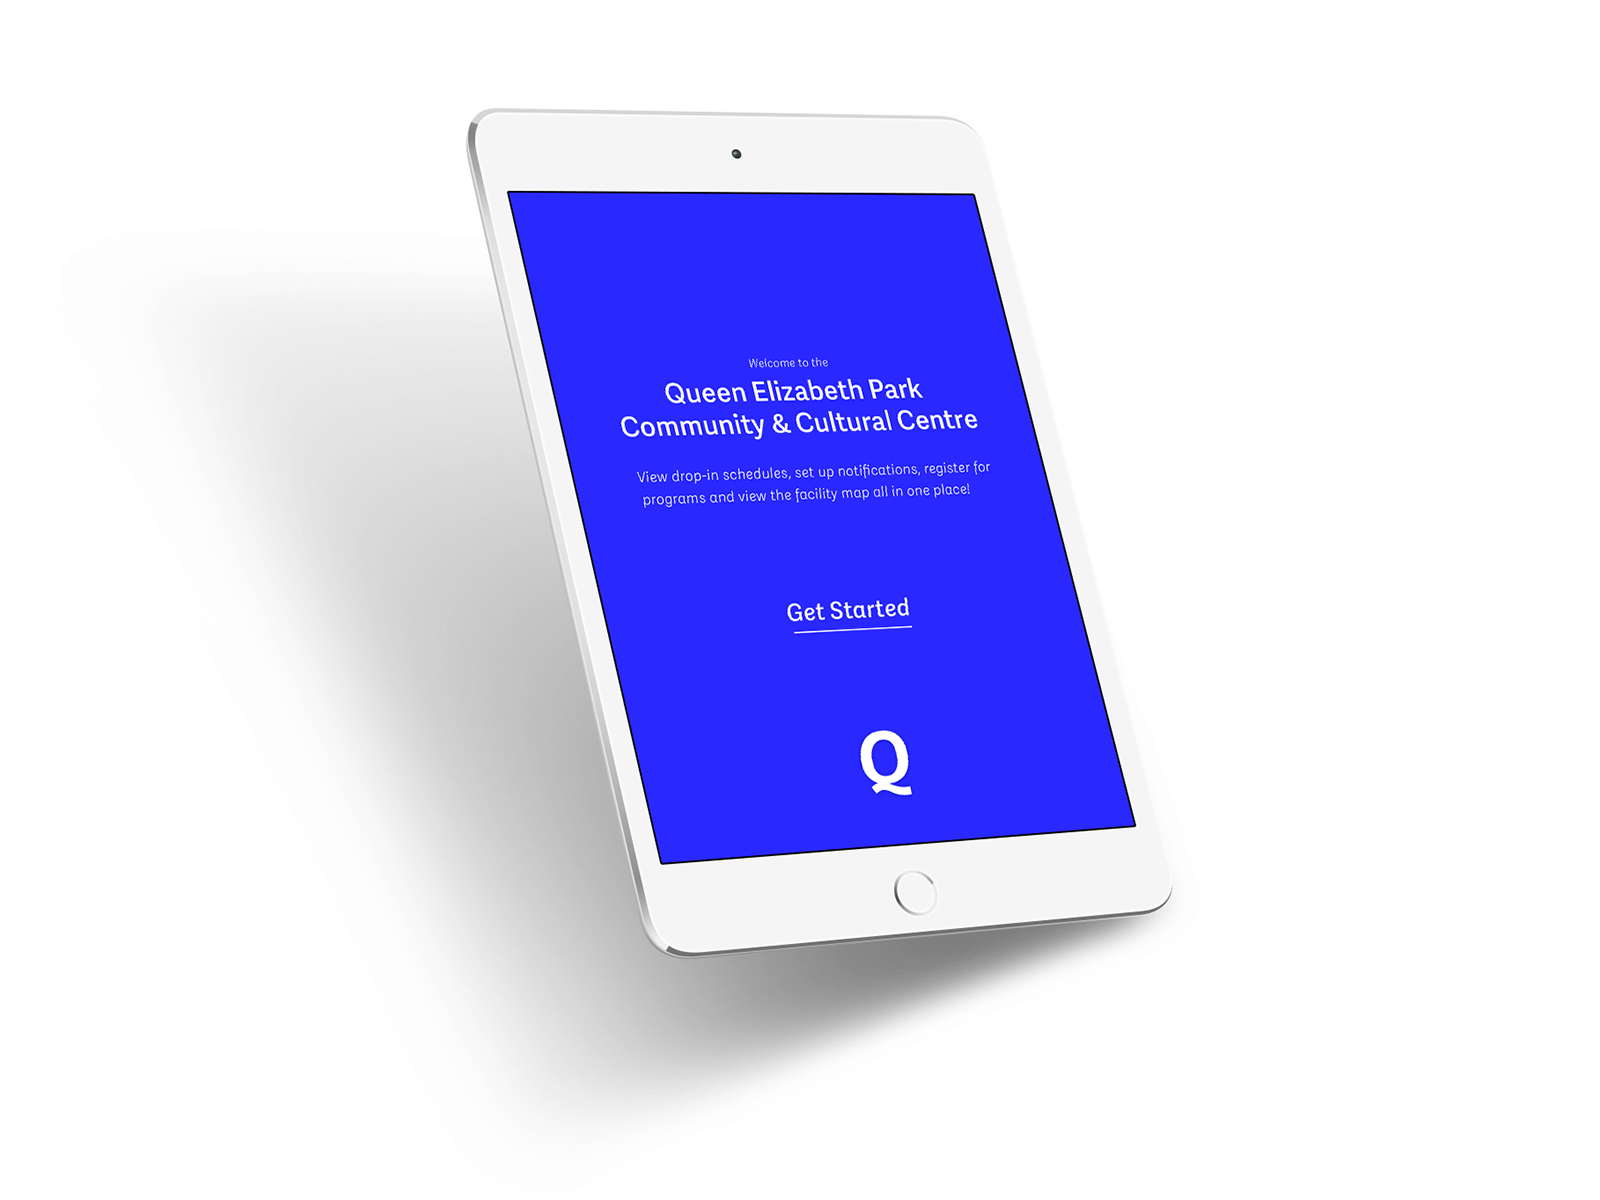 Welcome to the
Queen Elizabeth Park
Community & Cultural Centre
View drop-in schedules, set up notifications, register for
programs and view the facility map all in one place!
Get Started
Q